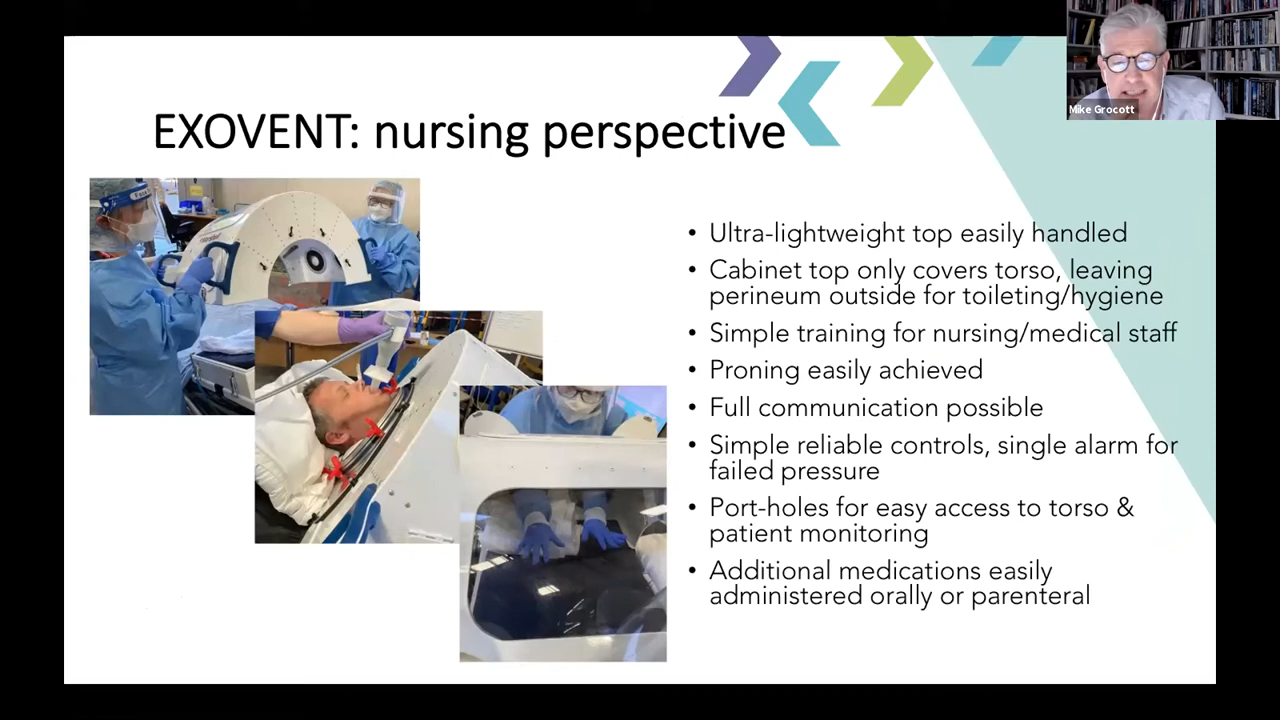 Mike Grocott
EXOVENT: nursing perspective
• Ultra-lightweight top easily handled
• Cabinet top only covers torso, leaving
perineum outside for toileting/hygiene
• Simple training for nursing/medical staff
• Proning easily achieved
• Full communication possible
• Simple reliable controls, single alarm for
failed pressure
• Port-holes for easy access to torso &
patient monitoring
• Additional medications easily
administered orally or parenteral